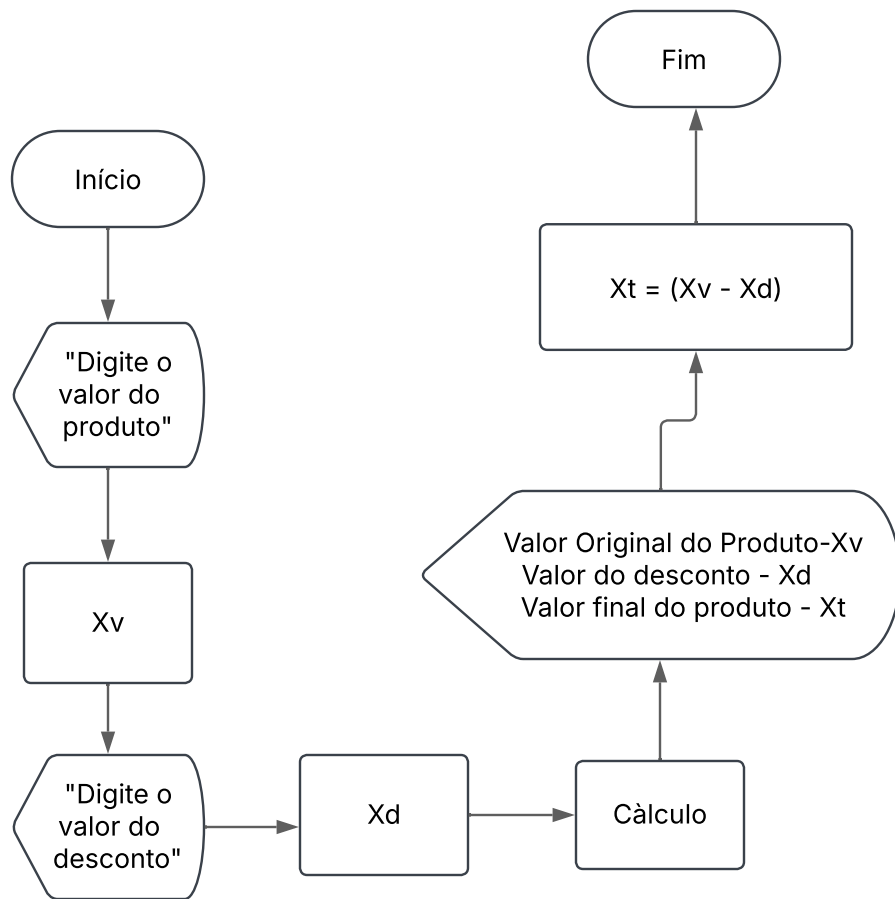 Início
"Digite o
valor do
produto"
Xv
"Digite o
valor do
desconto"
Xd
Càlculo
Valor Original do Produto-Xv
Valor do desconto - Xd
Valor final do produto - Xt
Xt = (Xv - Xd)
Fim